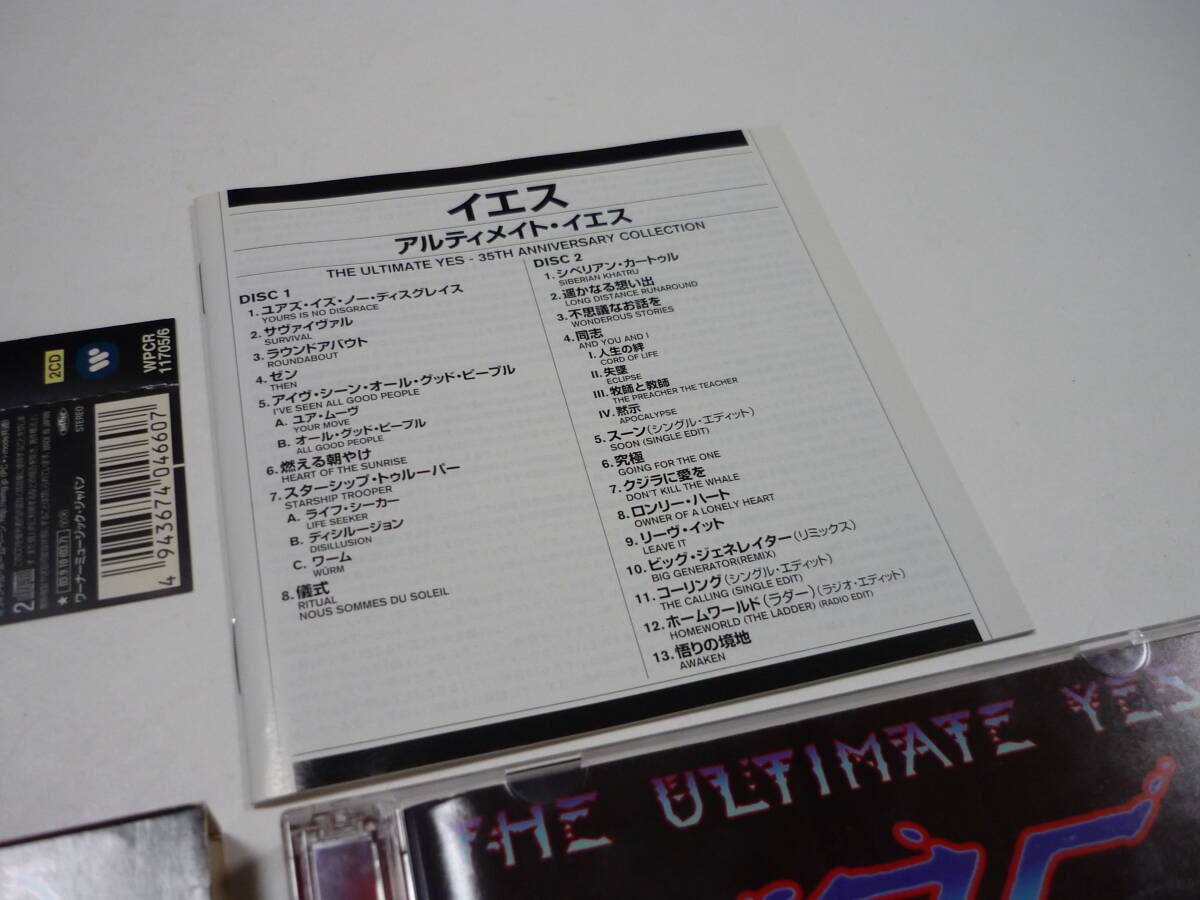 イエス
アルティメイト・イエス
THE ULTIMATE YES - 35TH ANNIVERSARY COLLECTION
DISC 1
1. ユアズ・イズ・ノー・ディスグレイス
YOURS IS NO DISGRACE
2. サヴァイヴァル
SURVIVAL
3. ラウンドアバウト
ROUNDABOUT
4. ゼン
THEN
5. アイヴ・シーン・オール・グッド・ピープル
I'VE SEEN ALL GOOD PEOPLE
A. ユア・ムーヴ
YOUR MOVE
B. オール・グッド・ピープル
ALL GOOD PEOPLE
6. 燃える朝やけ
HEART OF THE SUNRISE
7. スターシップ・トゥルーパー
STARSHIP TROOPER
A. ライフ・シーカー
LIFE SEEKER
B. ディシルージョン
DISILLUSION
C. ワーム
WÜRM
8. 儀式
RITUAL
NOUS SOMMES DU SOLEIL
DISC 2
1. シベリアン・カートゥル
SIBERIAN KHATRU
2. 遥かなる想い出
LONG DISTANCE RUNAROUND
3. 不思議なお話を
WONDEROUS STORIES
4. 同志
AND YOU AND I
I. 人生の絆
CORD OF LIFE
II. 失墜
ECLIPSE
III. 牧師と教師
THE PREACHER THE TEACHER
IV. 黙示
APOCALYPSE
5. スーン(シングル・エディット)
SOON (SINGLE EDIT)
6. 究極
GOING FOR THE ONE
7. クジラに愛を
DON'T KILL THE WHALE
8. ロンリー・ハート
OWNER OF A LONELY HEART
9. リーヴ・イット
LEAVE IT
10. ビッグ・ジェネレイター(リミックス)
BIG GENERATOR(REMIX)
11. コーリング(シングル・エディット)
THE CALLING (SINGLE EDIT)
12. ホームワールド(ラダー)(ラジオ・エディット)
HOMEWORLD (THE LADDER) (RADIO EDIT)
13. 悟りの境地
AWAKEN
WPCR
11705/6
2CD
STEREO
4 943674 046607
ワーナーミュージック・ジャパン
THE ULTIMATE YES